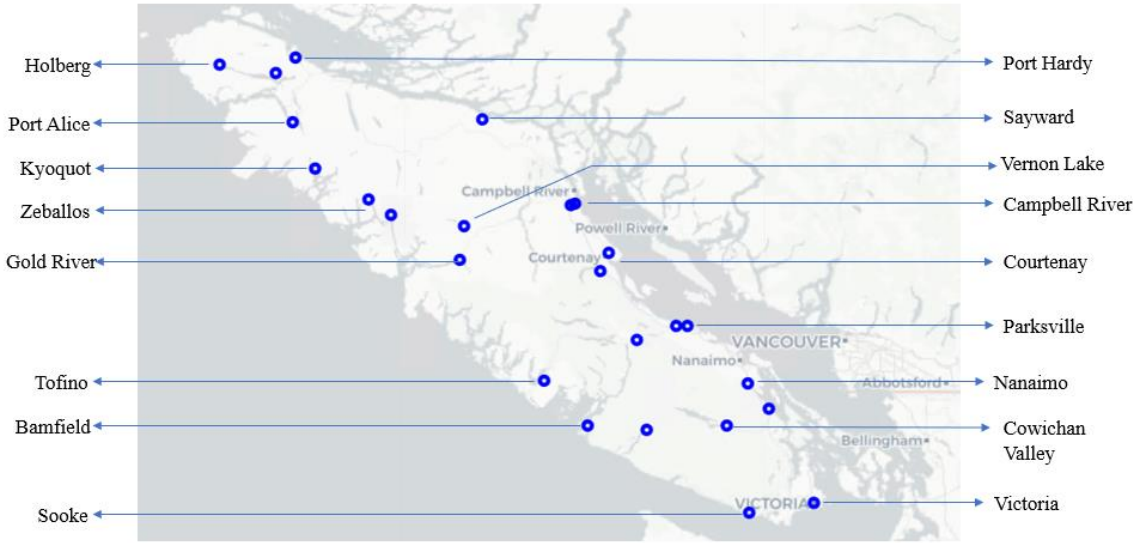 Holberg
Port Hardy
Port Alice
Sayward
Kyoquot
Vernon Lake
Campbell River
Zeballos
Campbell River
Powell River
Gold River
Courtenay
Courtenay
Parksville
VANCOUVER
Nanaimo
Tofino
Abbotsford
Nanaimo
Bamfield
Cowichan
Valley
Bellingham
VICTORIA
Victoria
Sooke